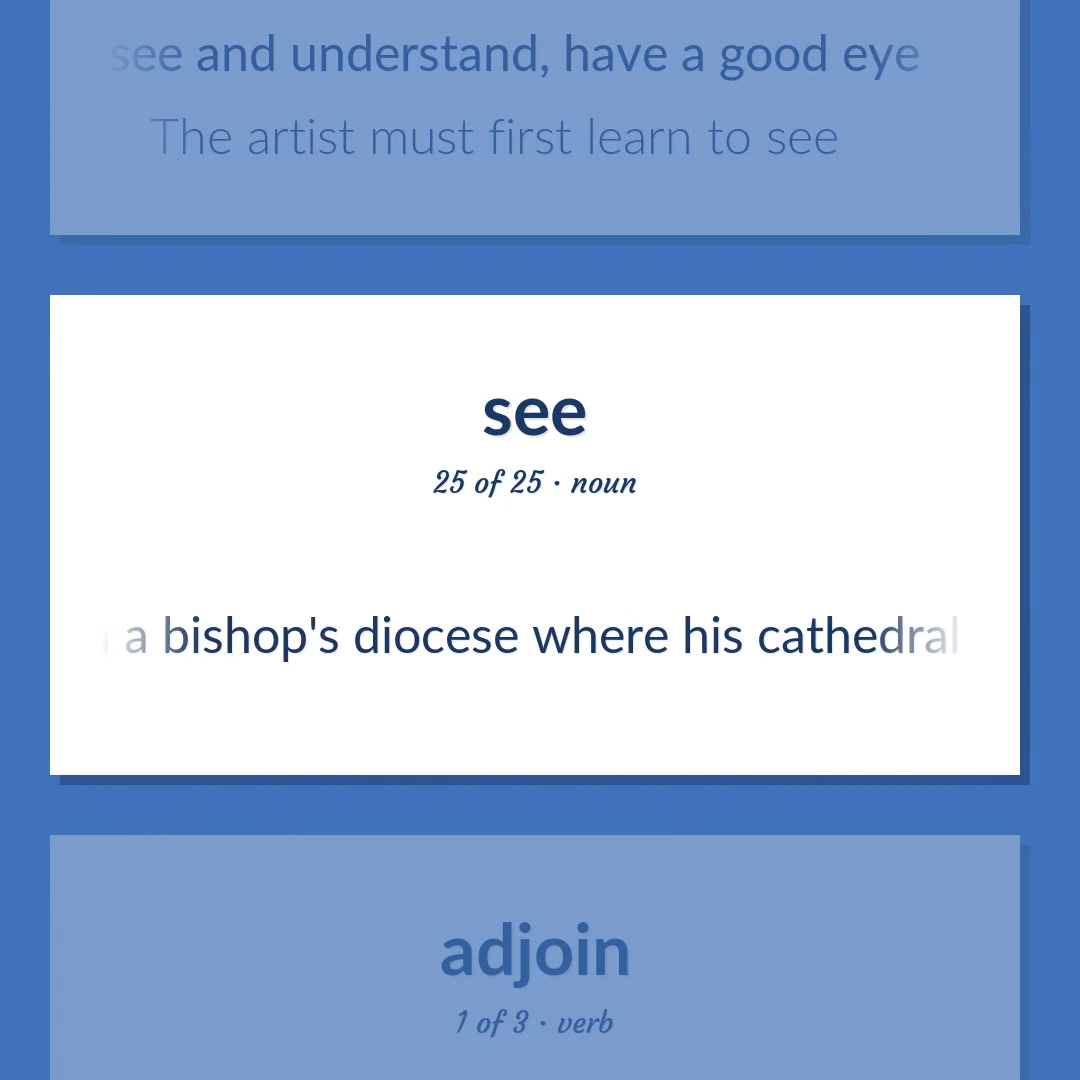 see and understand, have a good eye
The artist must first learn to see
see
25 of 25 · noun
a bishop's diocese where his cathedral
adjoin
1 of 3 · verb